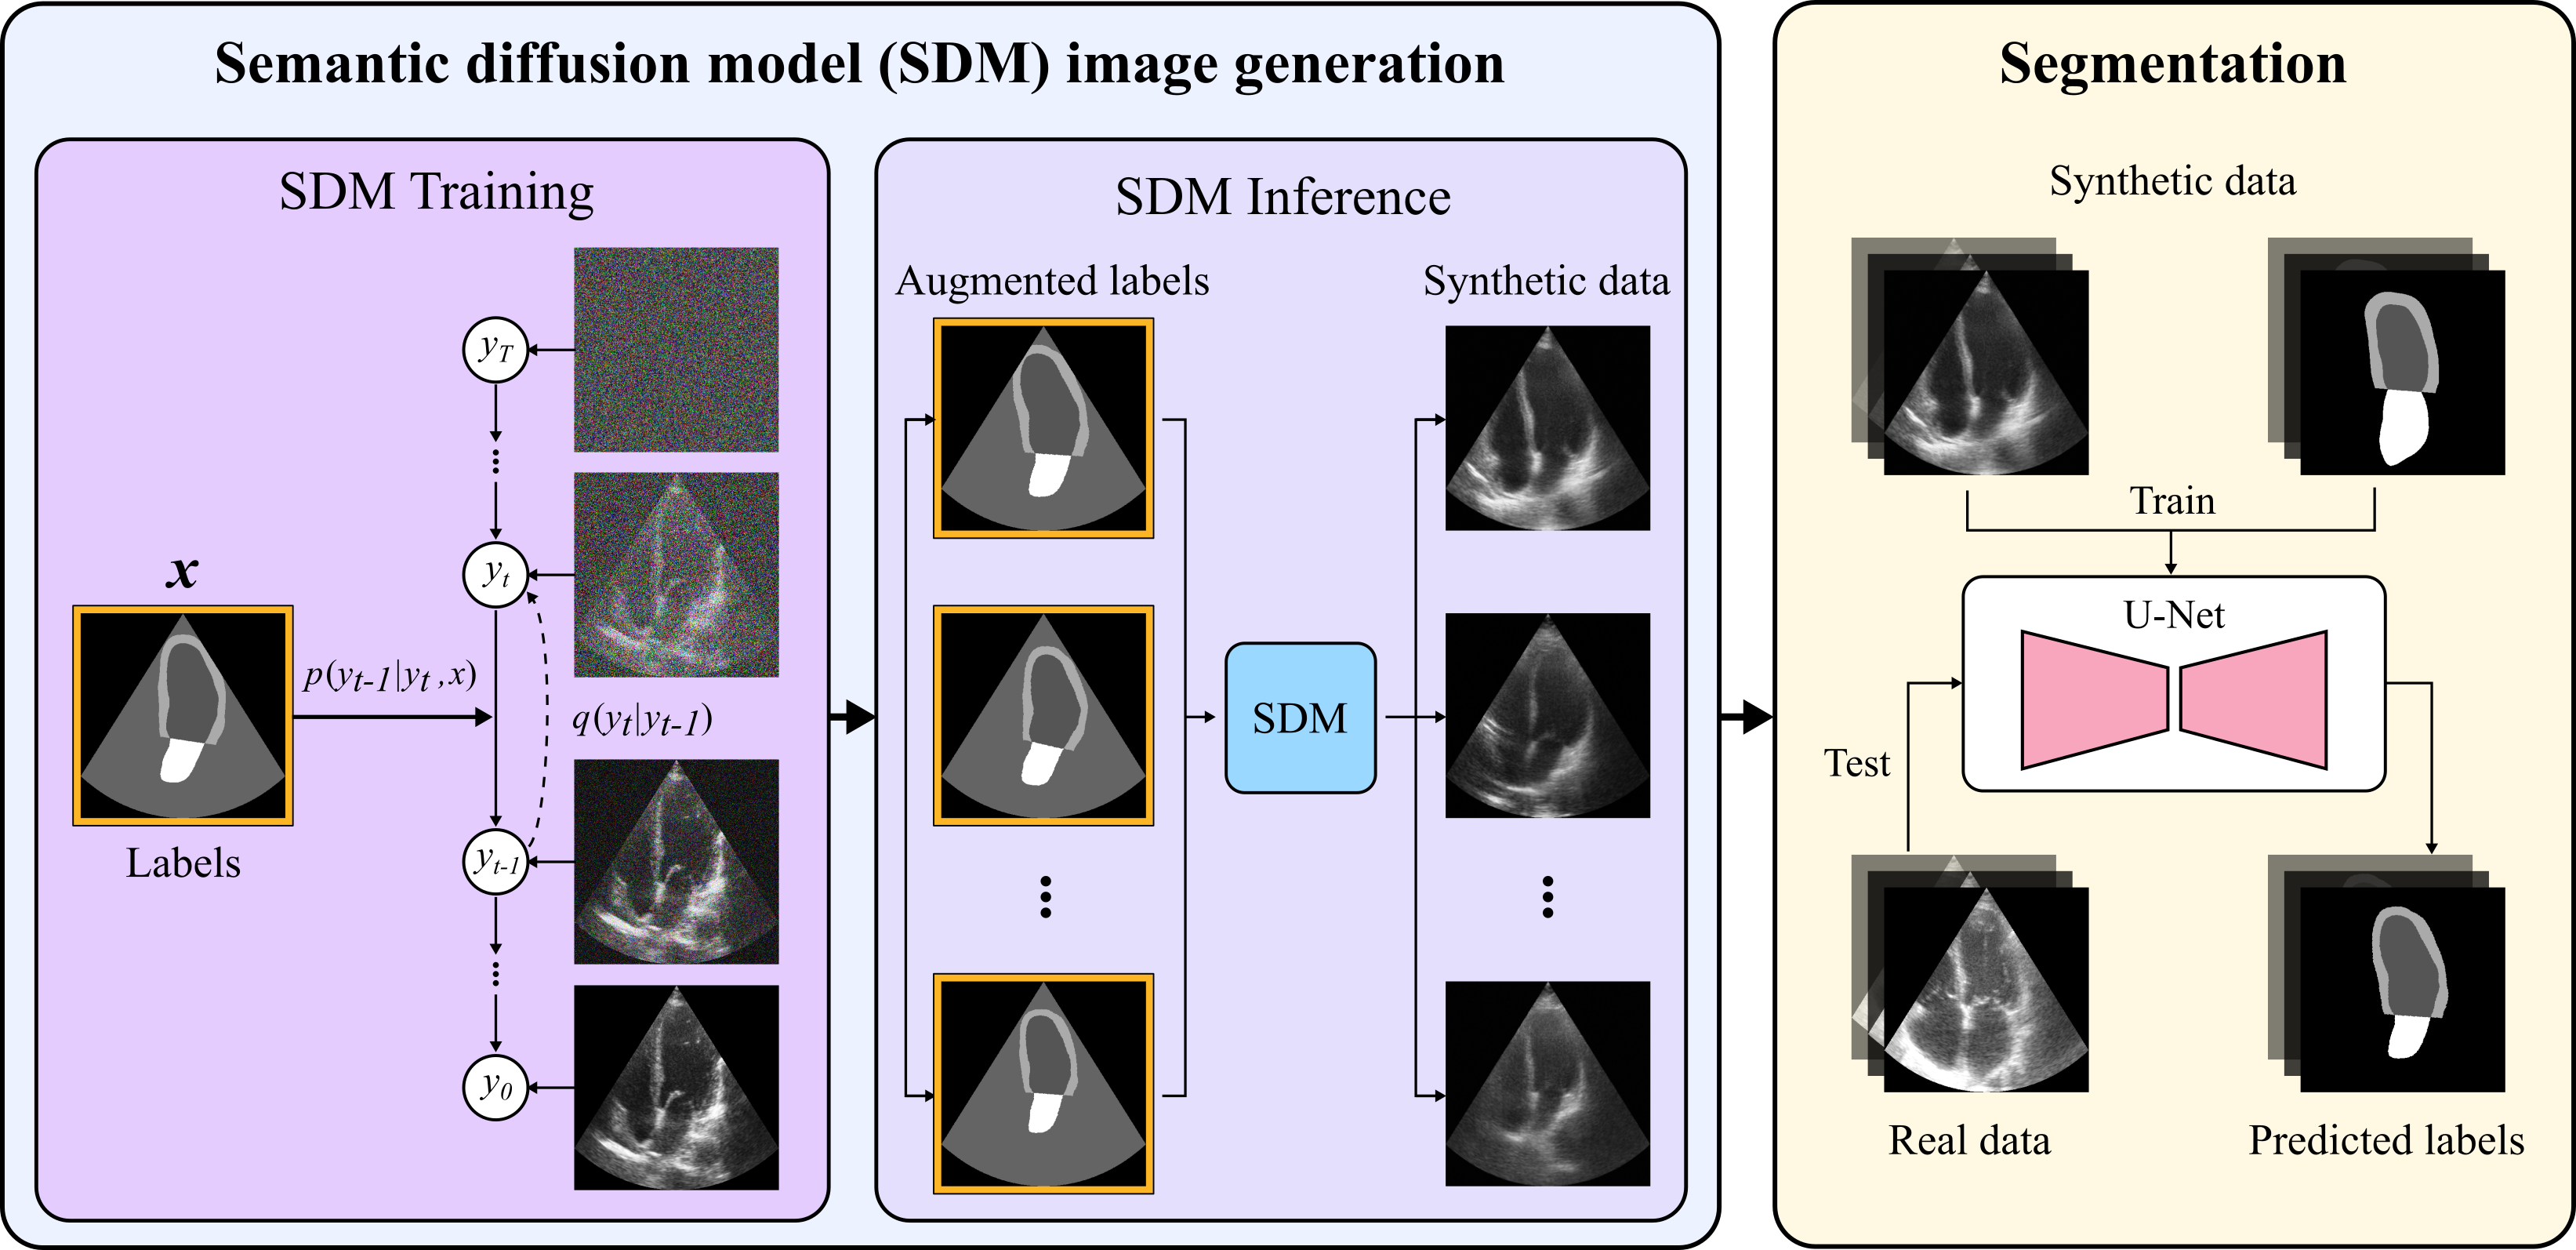 Semantic diffusion model (SDM) image generation
SDM Training
y_T
y_t
x
p(y_{t-1}|y_t,x)
q(y_t|y_{t-1})
y_{t-1}
Labels
y_0
SDM Inference
Augmented labels
Synthetic data
SDM
Segmentation
Synthetic data
Train
U-Net
Test
Real data
Predicted labels